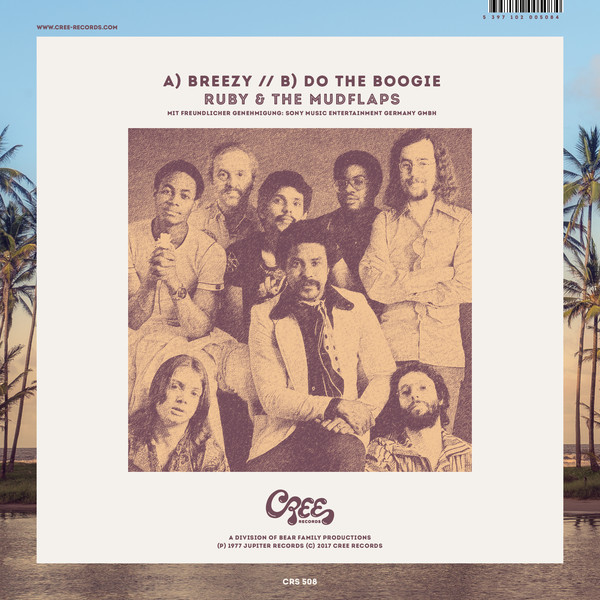 5 397 102 005084
WWW.CREE-RECORDS.COM
A) BREEZY // B) DO THE BOOGIE
RUBY & THE MUDFLAPS
MIT FREUNDLICHER GENEHMIGUNG: SONY MUSIC ENTERTAINMENT GERMANY GMBH
CREE
RECORDS
A DIVISION OF BEAR FAMILY PRODUCTIONS
(P) 1977 JUPITER RECORDS (C) 2017 CREE RECORDS
CRS 508